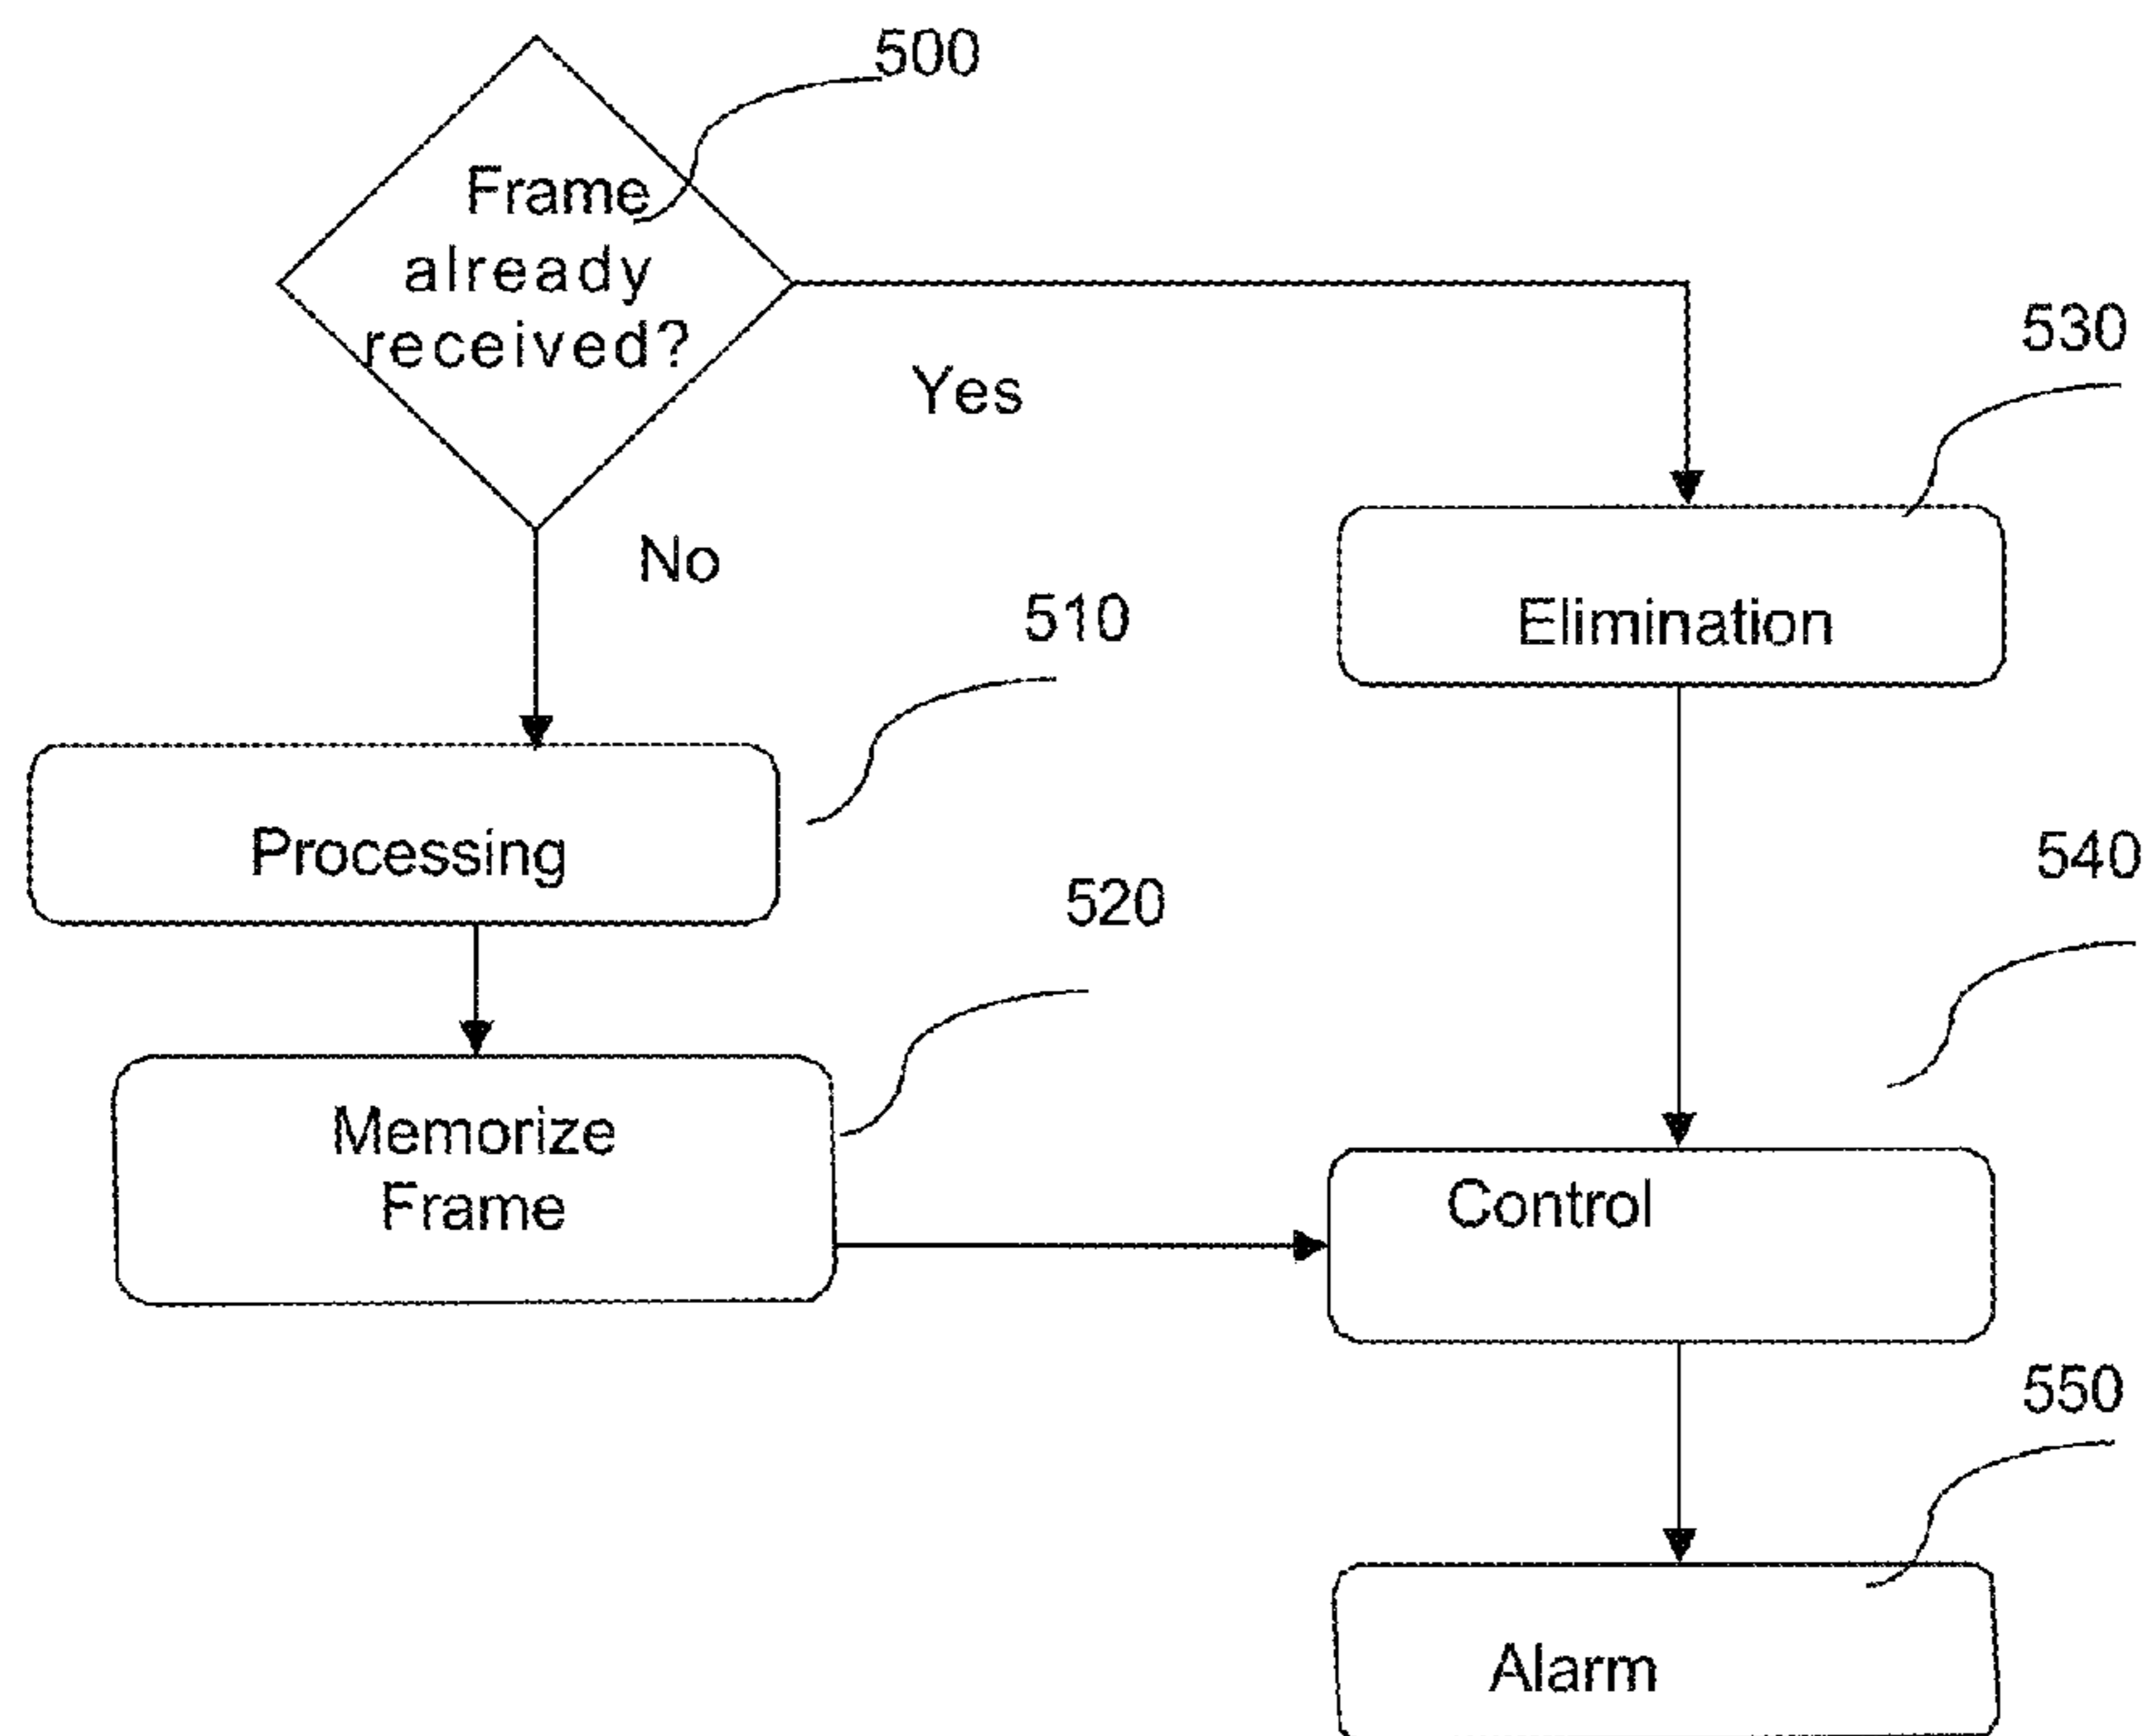 500
Frame
already
received?
Yes
530
No
510
Elimination
Processing
540
520
Memorize
Frame
Control
550
Alarm